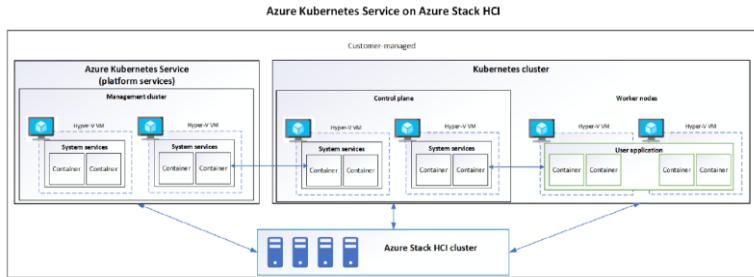 Azure Kubernetes Service on Azure Stack HCI
Customer-managed
Azure Kubernetes Service
(platform services)
Management cluster
Hyper-V VM
Hyper-V VM
System services
System services
Container
Container
Container
Container
Kubernetes cluster
Control plane
Worker nodes
Hyper-V VM
Hyper-V VM
Hyper-V VM
Hyper-V VM
System services
System services
User application
Container
Container
Container
Container
Container
Container
Container
Container
Azure Stack HCI cluster